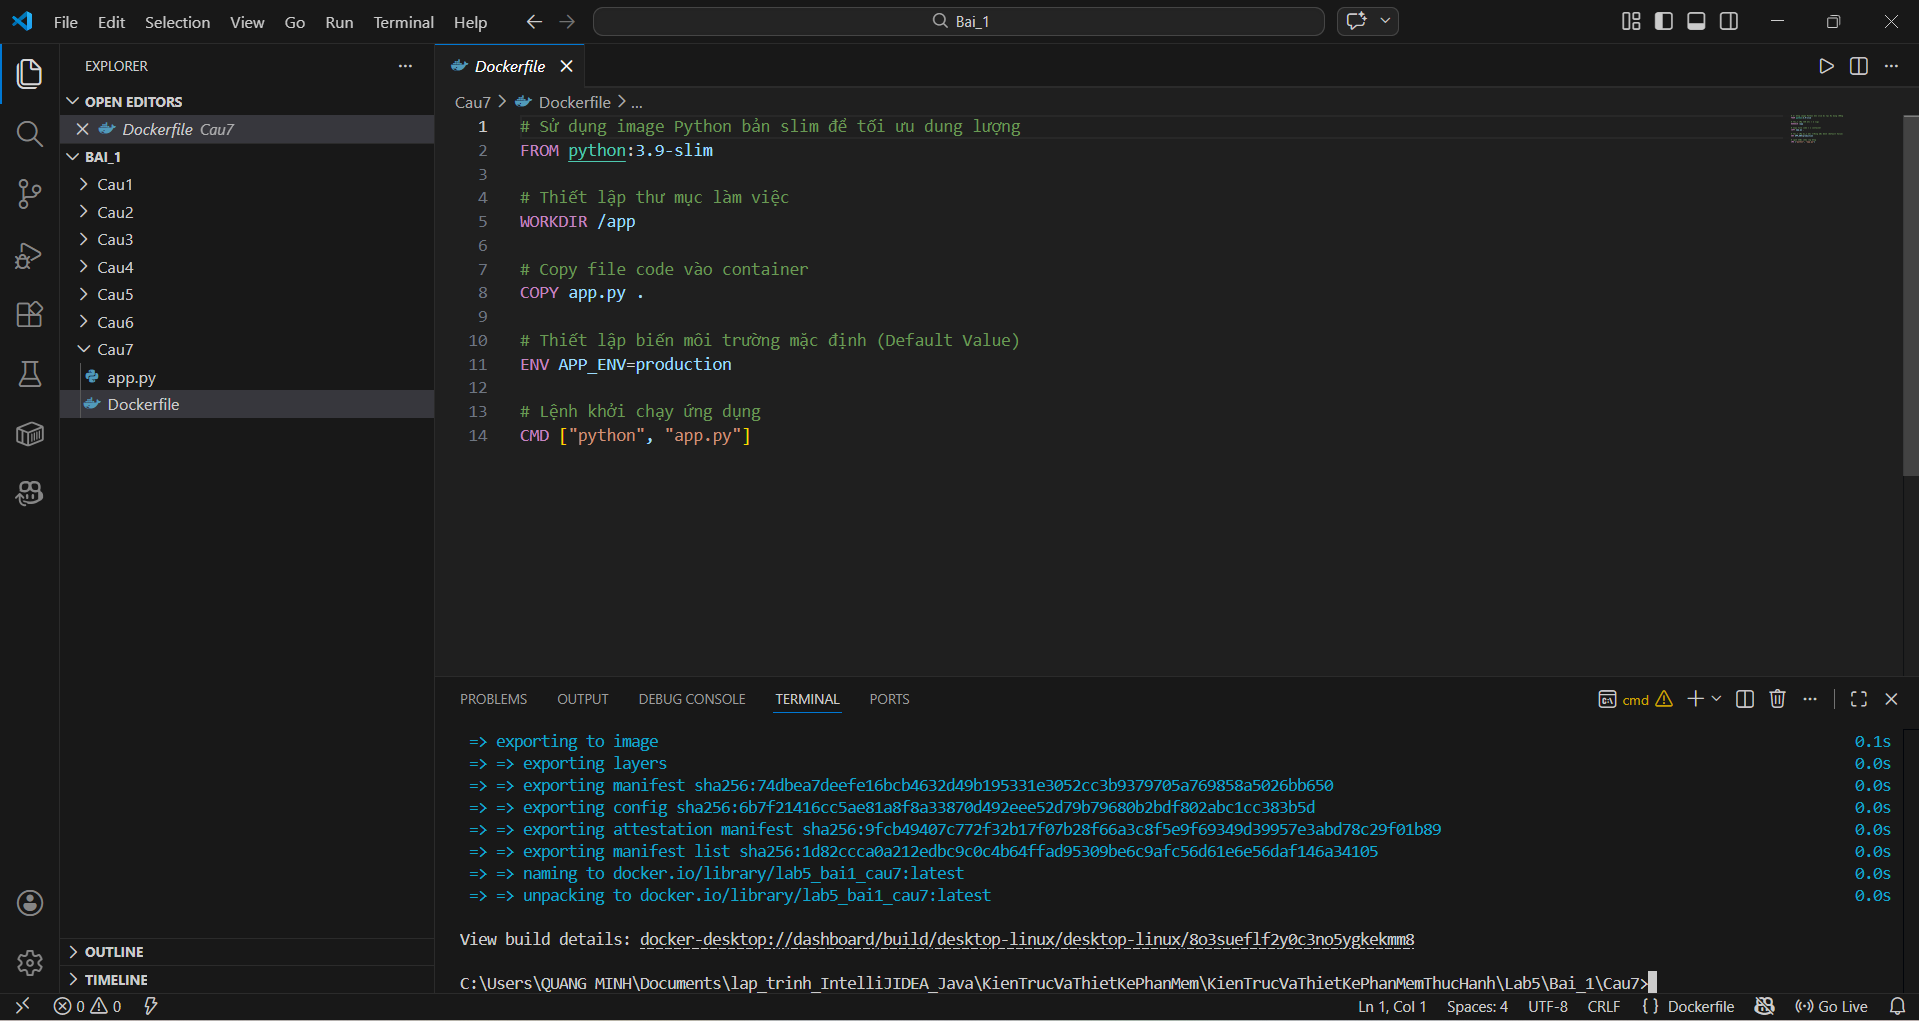 File Edit Selection View Go Run Terminal Help
Bai_1
EXPLORER
OPEN EDITORS
Dockerfile Cau7
BAI_1
Cau1
Cau2
Cau3
Cau4
Cau5
Cau6
Cau7
app.py
Dockerfile
OUTLINE
TIMELINE
Dockerfile
Cau7 > Dockerfile > ...
1 # Sử dụng image Python bản slim để tối ưu dung lượng
2 FROM python:3.9-slim
3
4 # Thiết lập thư mục làm việc
5 WORKDIR /app
6
7 # Copy file code vào container
8 COPY app.py .
9
10 # Thiết lập biến môi trường mặc định (Default Value)
11 ENV APP_ENV=production
12
13 # Lệnh khởi chạy ứng dụng
14 CMD ["python", "app.py"]
PROBLEMS OUTPUT DEBUG CONSOLE TERMINAL PORTS
cmd
=> exporting to image 0.1s
=> => exporting layers 0.0s
=> => exporting manifest sha256:74dbea7deefe16bcb4632d49b195331e3052cc3b9379705a769858a5026bb650 0.0s
=> => exporting config sha256:6b7f21416cc5ae81a8f8a33870d492eee52d79b79680b2bdf802abc1cc383b5d 0.0s
=> => exporting attestation manifest sha256:9fcb49407c772f32b17f07b28f66a3c8f5e9f69349d39957e3abd78c29f01b89 0.0s
=> => exporting manifest list sha256:1d82ccca0a212edbc9c0c4b64ffad95309be6c9afc56d61e6e56daf146a34105 0.0s
=> => naming to docker.io/library/lab5_bai1_cau7:latest 0.0s
=> => unpacking to docker.io/library/lab5_bai1_cau7:latest 0.0s
View build details: docker-desktop://dashboard/build/desktop-linux/desktop-linux/8o3sueflf2y0c3no5ygkekmm8
C:\Users\QUANG MINH\Documents\lap_trinh_IntelliJIDEA_Java\KienTrucVaThietKePhanMem\KienTrucVaThietKePhanMemThucHanh\Lab5\Bai_1\Cau7>
0 0
Ln 1, Col 1 Spaces: 4 UTF-8 CRLF { } Dockerfile Go Live